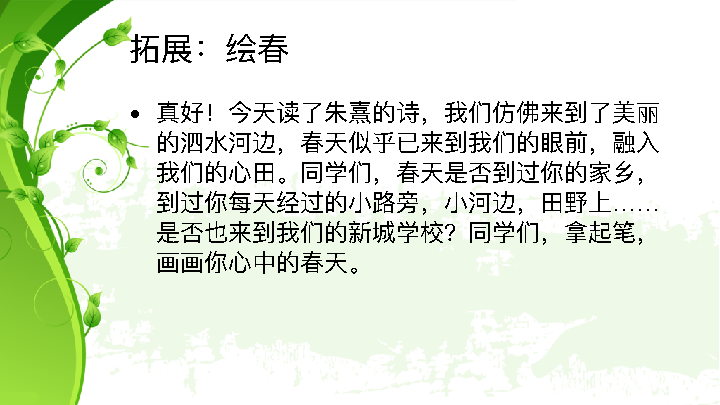 拓展：绘春
• 真好！今天读了朱熹的诗，我们仿佛来到了美丽
的泗水河边，春天似乎已来到我们的眼前，融入
我们的心田。同学们，春天是否到过你的家乡，
到过你每天经过的小路旁，小河边，田野上……
是否也来到我们的新城学校？同学们，拿起笔，
画画你心中的春天。